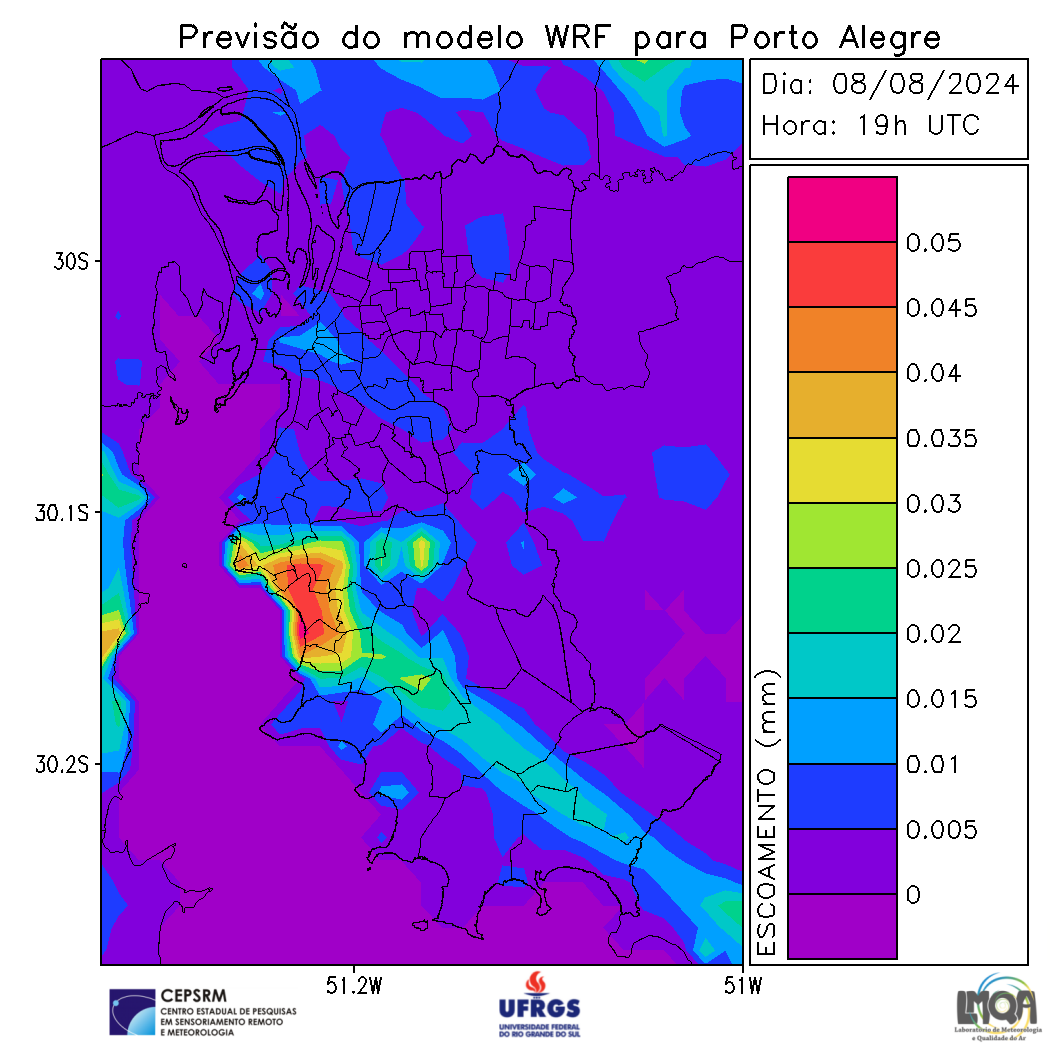 Previsão do modelo WRF para Porto Alegre
Dia: 08/08/2024
Hora: 19h UTC
30S
30.1S
30.2S
51.2W
51W
ESCOAMENTO (mm)
0.05
0.045
0.04
0.035
0.03
0.025
0.02
0.015
0.01
0.005
0
CEPSRM
CENTRO ESTADUAL DE PESQUISAS
EM SENSORIAMENTO REMOTO
E METEOROLOGIA
UFRGS
UNIVERSIDADE FEDERAL
DO RIO GRANDE DO SUL
LMQA
Laboratório de Meteorologia
e Qualidade do Ar